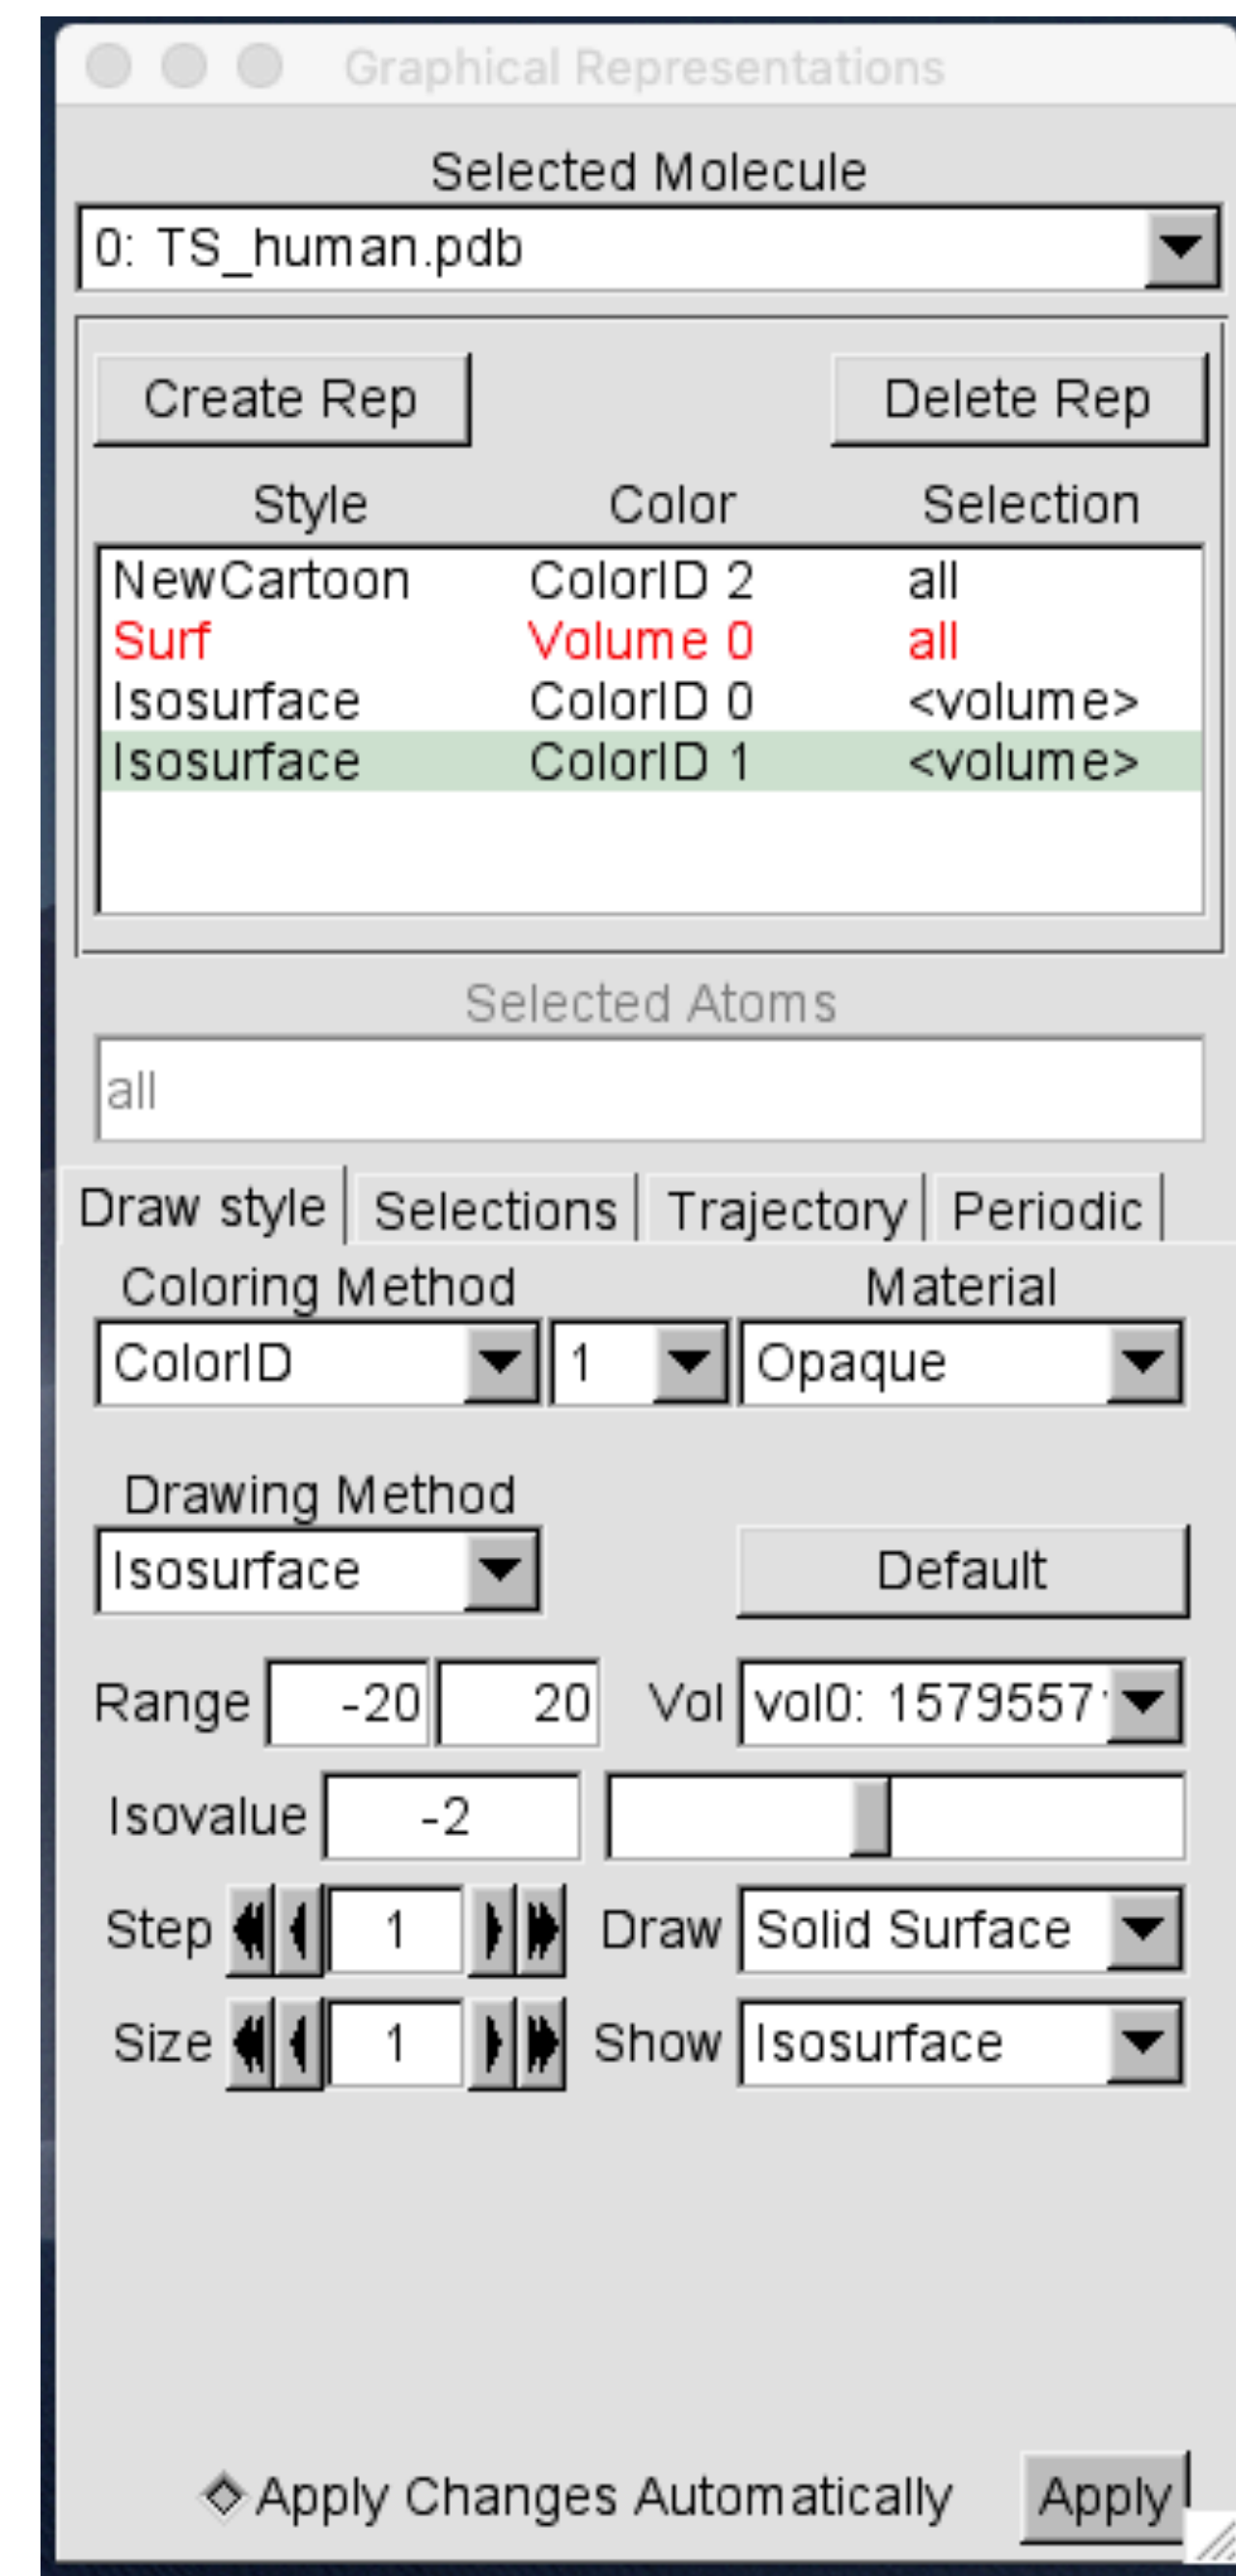 Graphical Representations
Selected Molecule
0: TS_human.pdb
Create Rep Delete Rep
Style Color Selection
NewCartoon ColorID 2 all
Surf Volume 0 all
Isosurface ColorID 0 <volume>
Isosurface ColorID 1 <volume>
Selected Atoms
all
Draw style Selections Trajectory Periodic
Coloring Method Material
ColorID 1 Opaque
Drawing Method
Isosurface Default
Range -20 20 Vol vol0: 1579557
Isovalue -2
Step 1 Draw Solid Surface
Size 1 Show Isosurface
Apply Changes Automatically Apply